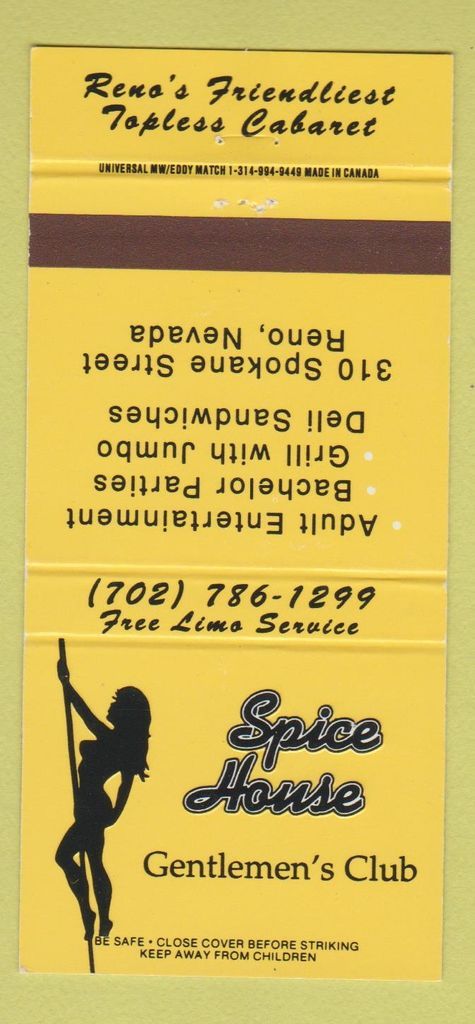 Reno's Friendliest
Topless Cabaret
UNIVERSAL MW/EDDY MATCH 1-314-994-9449 MADE IN CANADA
• Adult Entertainment
• Bachelor Parties
• Grill with Jumbo
Deli Sandwiches
310 Spokane Street
Reno, Nevada
(702) 786-1299
Free Limo Service
Spice
House
Gentlemen's Club
BE SAFE • CLOSE COVER BEFORE STRIKING
KEEP AWAY FROM CHILDREN